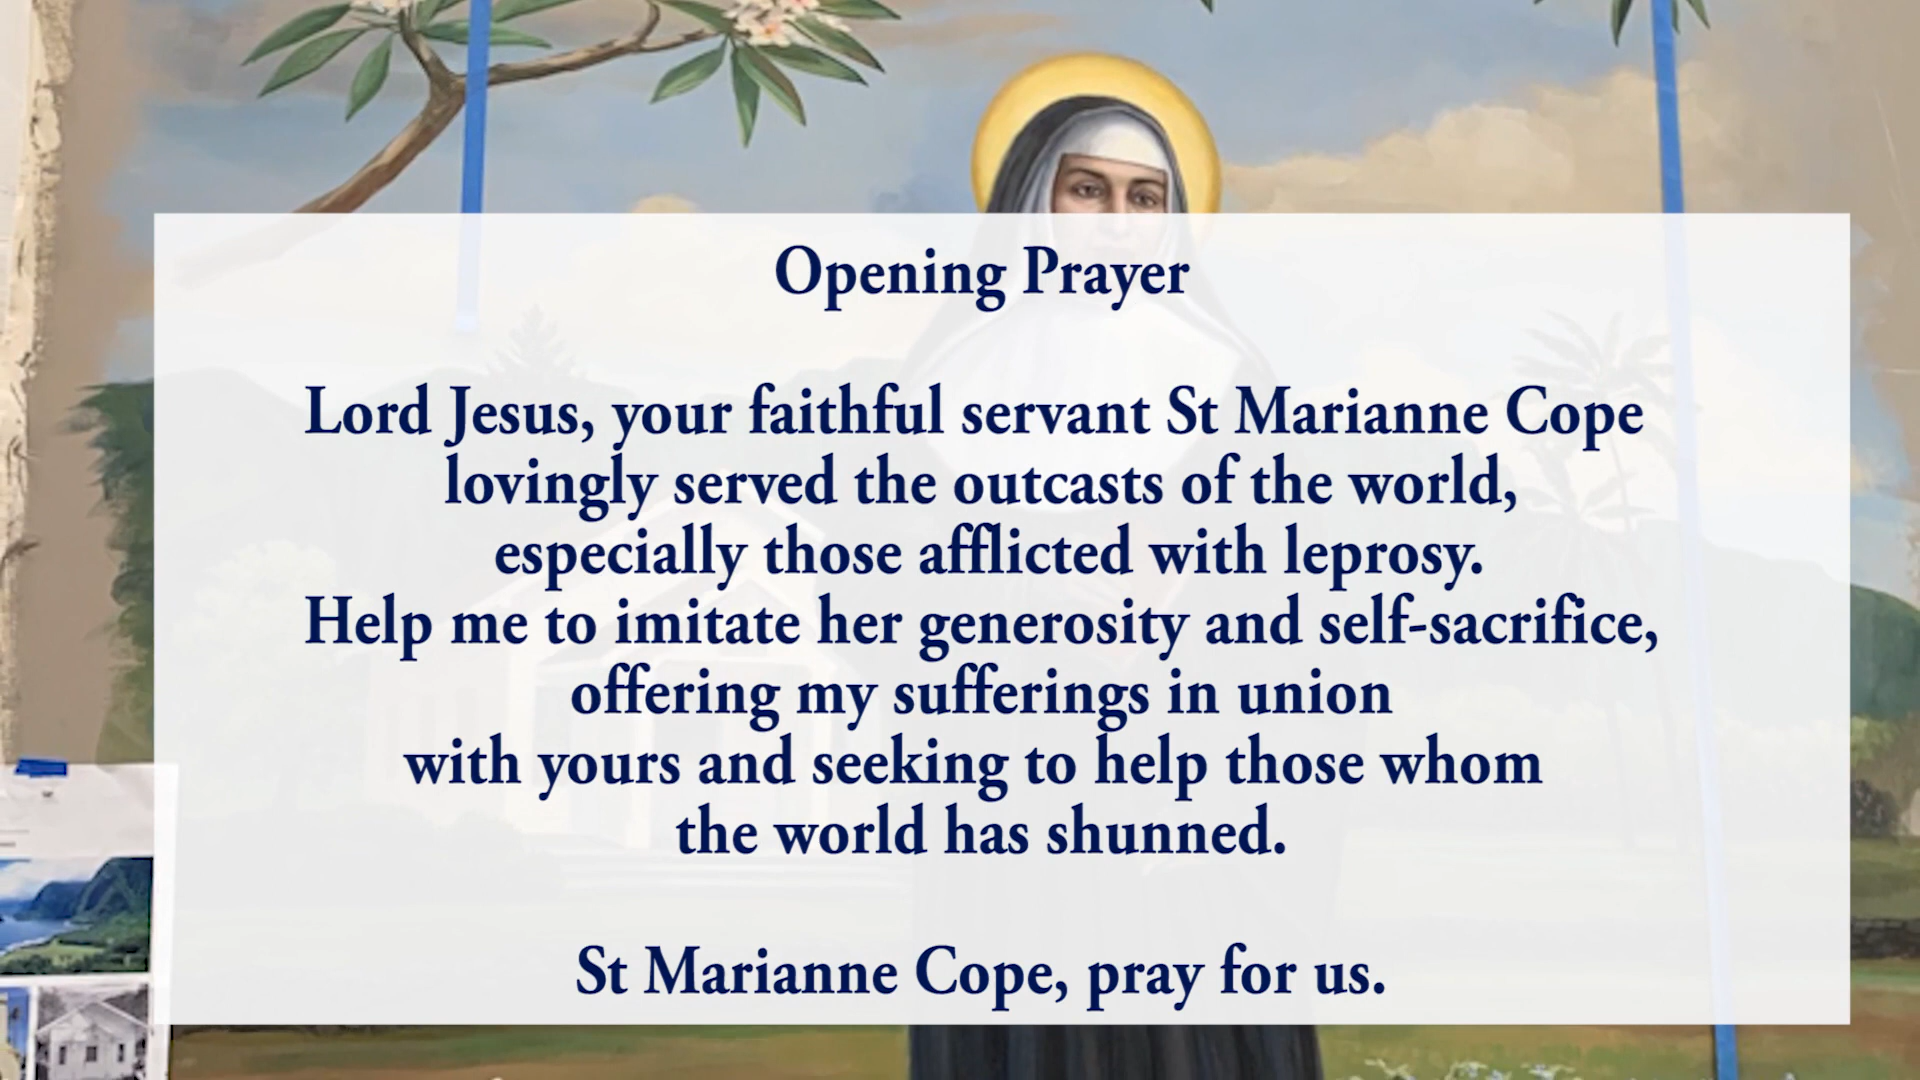 Opening Prayer
Lord Jesus, your faithful servant St Marianne Cope
lovingly served the outcasts of the world,
especially those afflicted with leprosy.
Help me to imitate her generosity and self-sacrifice,
offering my sufferings in union
with yours and seeking to help those whom
the world has shunned.
St Marianne Cope, pray for us.